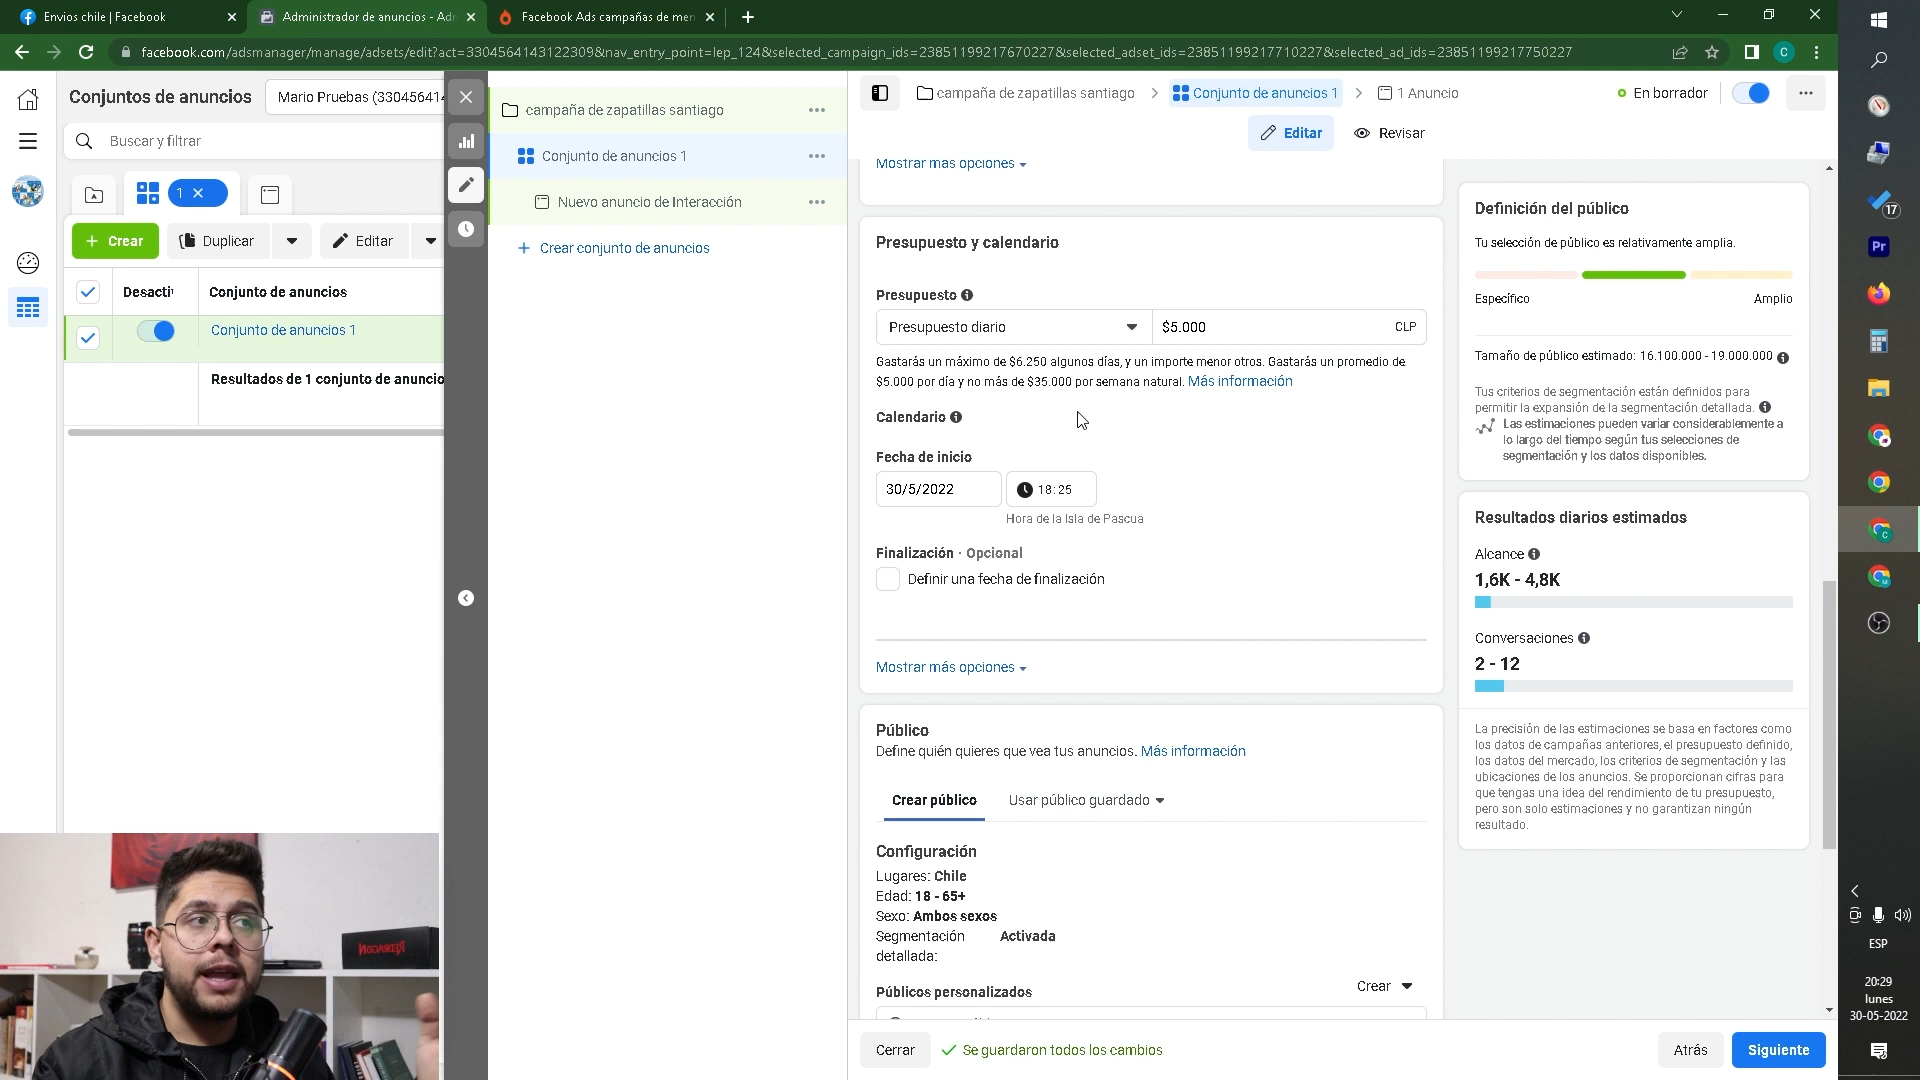 Envios chile | Facebook
Administrador de anuncios - Adr
Facebook Ads campañas de men
facebook.com/adsmanager/manage/adsets/edit?act=3304564143122309&nav_entry_point=lep_124&selected_campaign_ids=23851199217670227&selected_adset_ids=23851199217710227&selected_ad_ids=23851199217750227
C
Conjuntos de anuncios
Mario Pruebas (330456414
Buscar y filtrar
1
Crear
Duplicar
Editar
Desacti
Conjunto de anuncios
Conjunto de anuncios 1
Resultados de 1 conjunto de anuncio
campaña de zapatillas santiago
Conjunto de anuncios 1
Nuevo anuncio de Interacción
Crear conjunto de anuncios
campaña de zapatillas santiago
Conjunto de anuncios 1
1 Anuncio
En borrador
Editar
Revisar
Mostrar más opciones
Presupuesto y calendario
Presupuesto
Presupuesto diario
$5.000
CLP
Gastarás un máximo de $6.250 algunos días, y un importe menor otros. Gastarás un promedio de
$5.000 por día y no más de $35.000 por semana natural. Más información
Calendario
Fecha de inicio
30/5/2022
18:25
Hora de la Isla de Pascua
Finalización · Opcional
Definir una fecha de finalización
Mostrar más opciones
Público
Define quién quieres que vea tus anuncios. Más información
Crear público
Usar público guardado
Configuración
Lugares: Chile
Edad: 18 - 65+
Sexo: Ambos sexos
Segmentación
detallada:
Activada
Públicos personalizados
Crear
Cerrar
Se guardaron todos los cambios
Atrás
Siguiente
Definición del público
Tu selección de público es relativamente amplia.
Específico
Amplio
Tamaño de público estimado: 16.100.000 - 19.000.000
Tus criterios de segmentación están definidos para
permitir la expansión de la segmentación detallada.
Las estimaciones pueden variar considerablemente a
lo largo del tiempo según tus selecciones de
segmentación y los datos disponibles.
Resultados diarios estimados
Alcance
1,6K - 4,8K
Conversaciones
2 - 12
La precisión de las estimaciones se basa en factores como
los datos de campañas anteriores, el presupuesto definido,
los datos del mercado, los criterios de segmentación y las
ubicaciones de los anuncios. Se proporcionan cifras para
que tengas una idea del rendimiento de tu presupuesto,
pero son solo estimaciones y no garantizan ningún
resultado.
17
Pr
ESP
20:29
lunes
30-05-2022